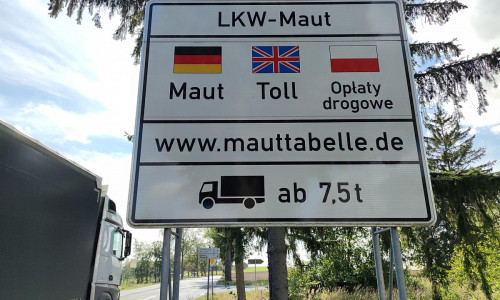 LKW-Maut
Maut Toll Opłaty
drogowe
www.mauttabelle.de
ab 7,5t